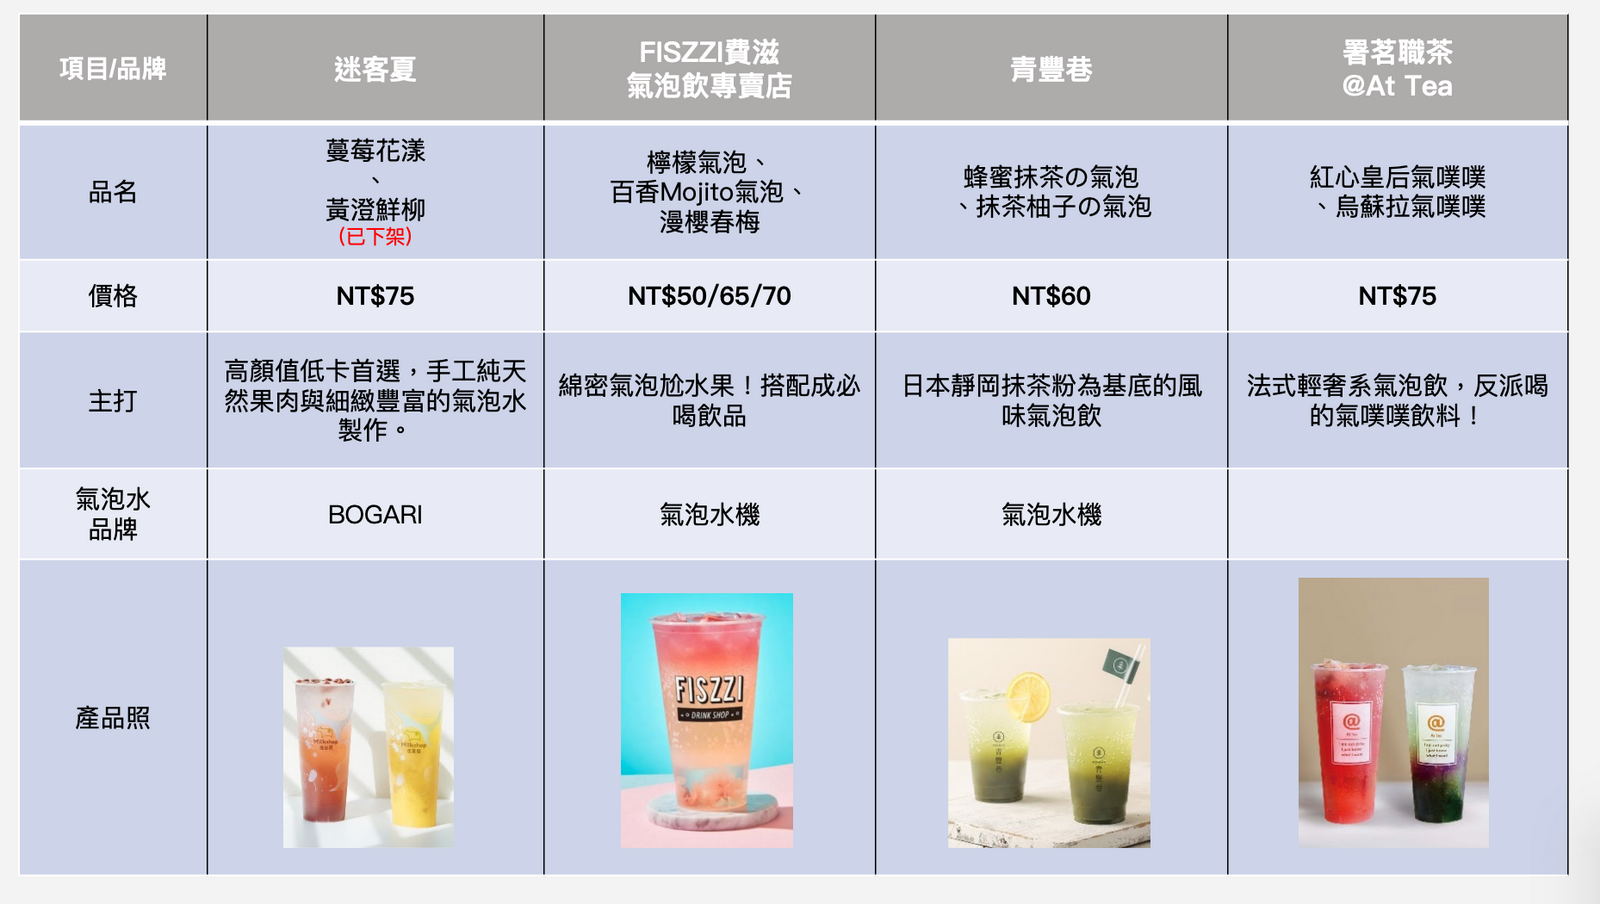 項目/品牌
迷客夏
FISZZI費滋
氣泡飲專賣店
青豐巷
署茗職茶
@At Tea
品名
蔓莓花漾
、
黃澄鮮柳
(已下架)
檸檬氣泡、
百香Mojito氣泡、
漫櫻春梅
蜂蜜抹茶の氣泡
、抹茶柚子の氣泡
紅心皇后氣噗噗
、烏蘇拉氣噗噗
價格
NT$75
NT$50/65/70
NT$60
NT$75
主打
高顏值低卡首選，手工純天
然果肉與細緻豐富的氣泡水
製作。
綿密氣泡尬水果！搭配成必
喝飲品
日本靜岡抹茶粉為基底的風
味氣泡飲
法式輕奢系氣泡飲，反派喝
的氣噗噗飲料！
氣泡水
品牌
BOGARI
氣泡水機
氣泡水機
產品照
Milkshop
迷客夏
Milkshop
迷客夏
FISZZI
DRINK SHOP
青豐巷
青豐巷
@
At Tea
@
At Tea